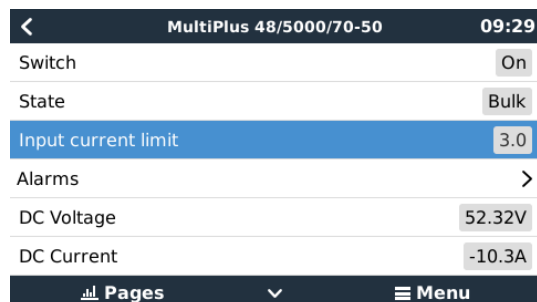 MultiPlus 48/5000/70-50 09:29
Switch On
State Bulk
Input current limit 3.0
Alarms
DC Voltage 52.32V
DC Current -10.3A
Pages Menu